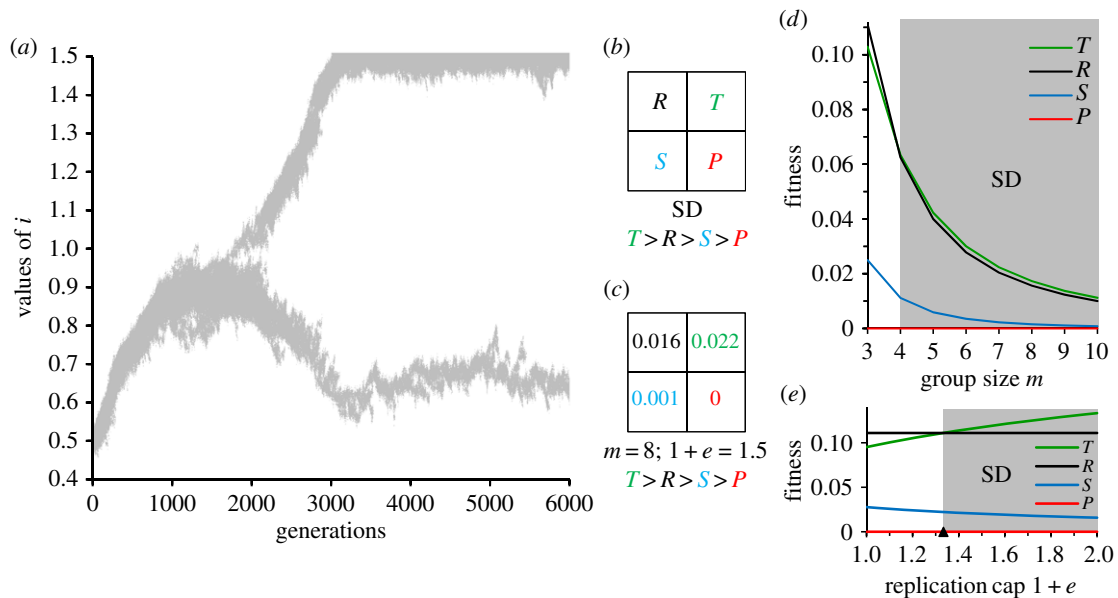 (a)
1.5
1.4
1.3
1.2
1.1
1.0
0.9
0.8
0.7
0.6
0.5
0.4
values of i
0 1000 2000 3000 4000 5000 6000
generations
(b)
R T
S P
SD
T > R > S > P
(c)
0.016 0.022
0.001 0
m = 8; 1 + e = 1.5
T > R > S > P
(d)
0.10
0.08
0.06
0.04
0.02
0
fitness
T
R
S
P
SD
3 4 5 6 7 8 9 10
group size m
(e)
0.10
0.05
0
fitness
T
R
S
P
SD
1.0 1.2 1.4 1.6 1.8 2.0
replication cap 1 + e